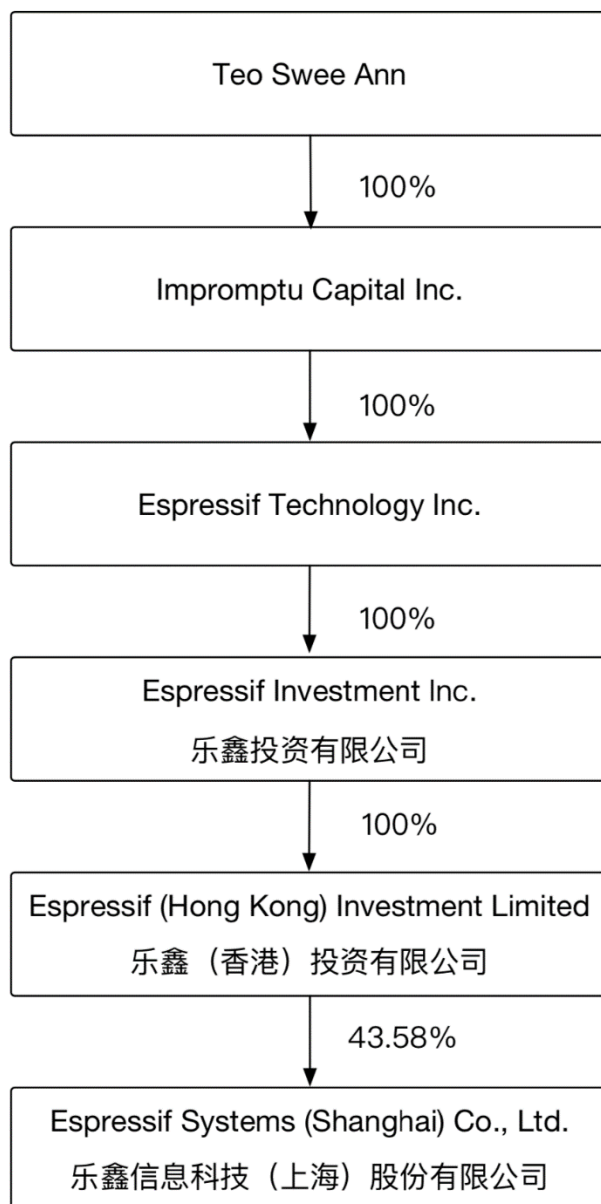 Teo Swee Ann
100%
Impromptu Capital Inc.
100%
Espressif Technology Inc.
100%
Espressif Investment Inc.
乐鑫投资有限公司
100%
Espressif (Hong Kong) Investment Limited
乐鑫（香港）投资有限公司
43.58%
Espressif Systems (Shanghai) Co., Ltd.
乐鑫信息科技（上海）股份有限公司